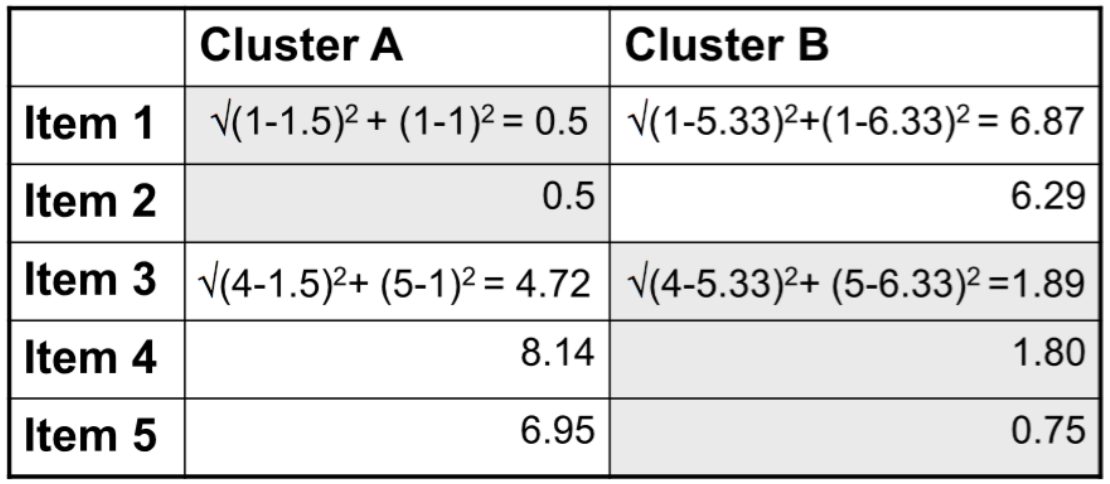 Cluster A Cluster B
Item 1 √(1-1.5)²+ (1-1)²= 0.5 √(1-5.33)²+(1-6.33)²= 6.87
Item 2 0.5 6.29
Item 3 √(4-1.5)²+ (5-1)²= 4.72 √(4-5.33)²+ (5-6.33)² =1.89
Item 4 8.14 1.80
Item 5 6.95 0.75